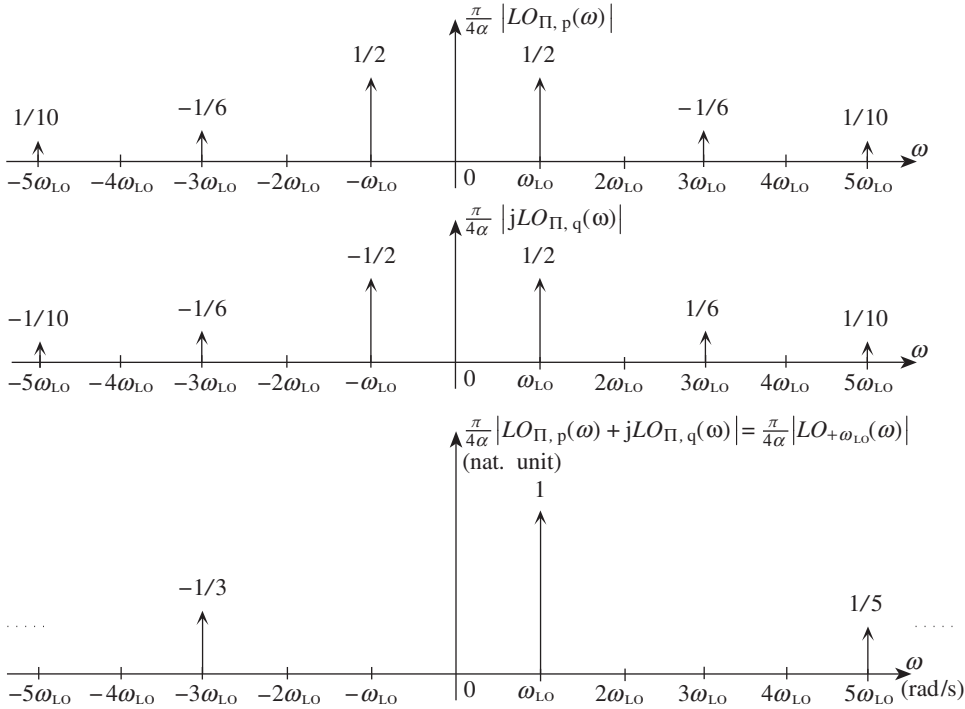 π/4α |LO_Π, p(ω)|
1/2 1/2
1/10 −1/6 −1/6 1/10
ω
−5ω_LO −4ω_LO −3ω_LO −2ω_LO −ω_LO 0 ω_LO 2ω_LO 3ω_LO 4ω_LO 5ω_LO
π/4α |jLO_Π, q(ω)|
−1/2 1/2
−1/10 −1/6 1/6 1/10
ω
−5ω_LO −4ω_LO −3ω_LO −2ω_LO −ω_LO 0 ω_LO 2ω_LO 3ω_LO 4ω_LO 5ω_LO
π/4α |LO_Π, p(ω) + jLO_Π, q(ω)| = π/4α |LO_+ω_LO(ω)|
(nat. unit)
1
−1/3 1/5
..... .....
ω
−5ω_LO −4ω_LO −3ω_LO −2ω_LO −ω_LO 0 ω_LO 2ω_LO 3ω_LO 4ω_LO 5ω_LO (rad/s)